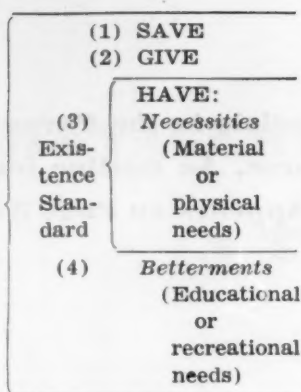 (1) SAVE
(2) GIVE
HAVE:
(3) Necessities
Exis- (Material
tence or
Stan- physical
dard needs)
(4) Betterments
(Educational
or
recreational
needs)